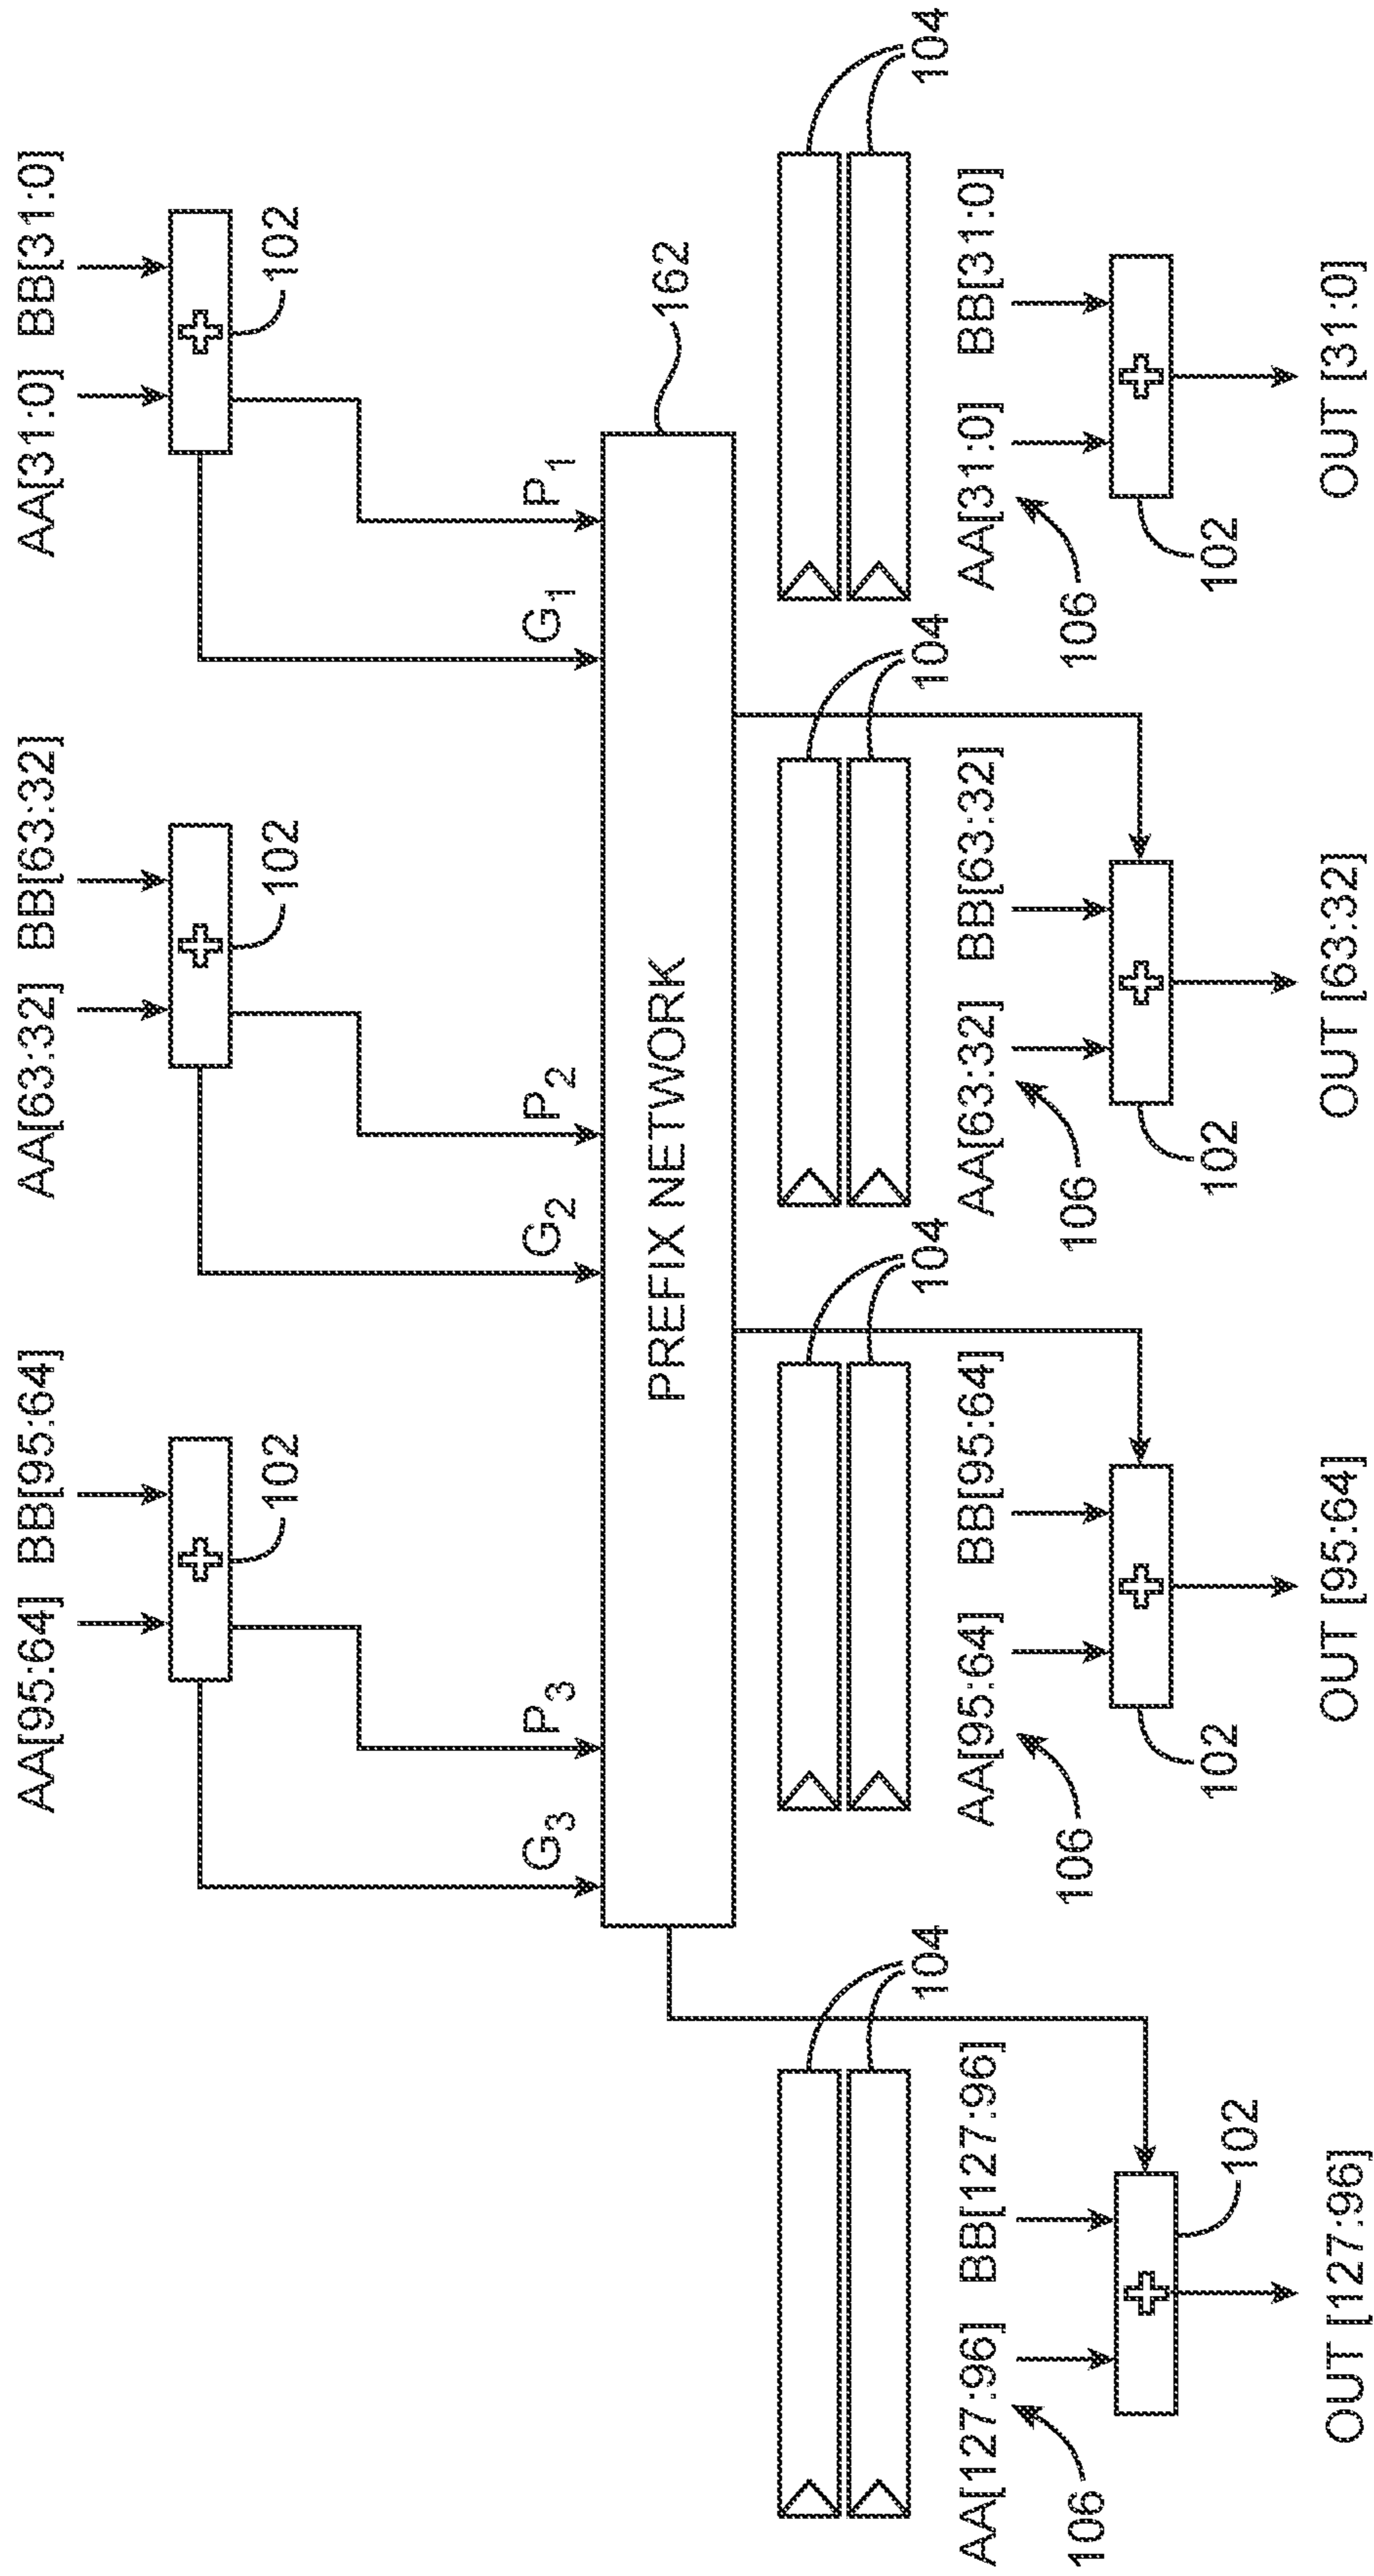 AA[95:64] BB[95:64] AA[63:32] BB[63:32] AA[31:0] BB[31:0]
102 102 102
G3 P3 G2 P2 G1 P1
PREFIX NETWORK 162
104 104 104 104
AA[127:96] BB[127:96] AA[95:64] BB[95:64] AA[63:32] BB[63:32] AA[31:0] BB[31:0]
106 106 106 106
102 102 102 102
OUT [127:96] OUT [95:64] OUT [63:32] OUT [31:0]